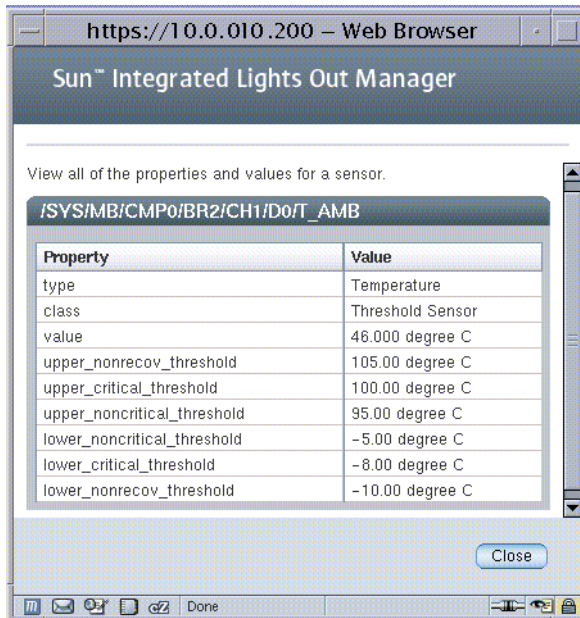 https://10.0.010.200 – Web Browser
Sun™ Integrated Lights Out Manager
View all of the properties and values for a sensor.
/SYS/MB/CMP0/BR2/CH1/D0/T_AMB
Property Value
type Temperature
class Threshold Sensor
value 46.000 degree C
upper_nonrecov_threshold 105.00 degree C
upper_critical_threshold 100.00 degree C
upper_noncritical_threshold 95.00 degree C
lower_noncritical_threshold -5.00 degree C
lower_critical_threshold -8.00 degree C
lower_nonrecov_threshold -10.00 degree C
Close
Done